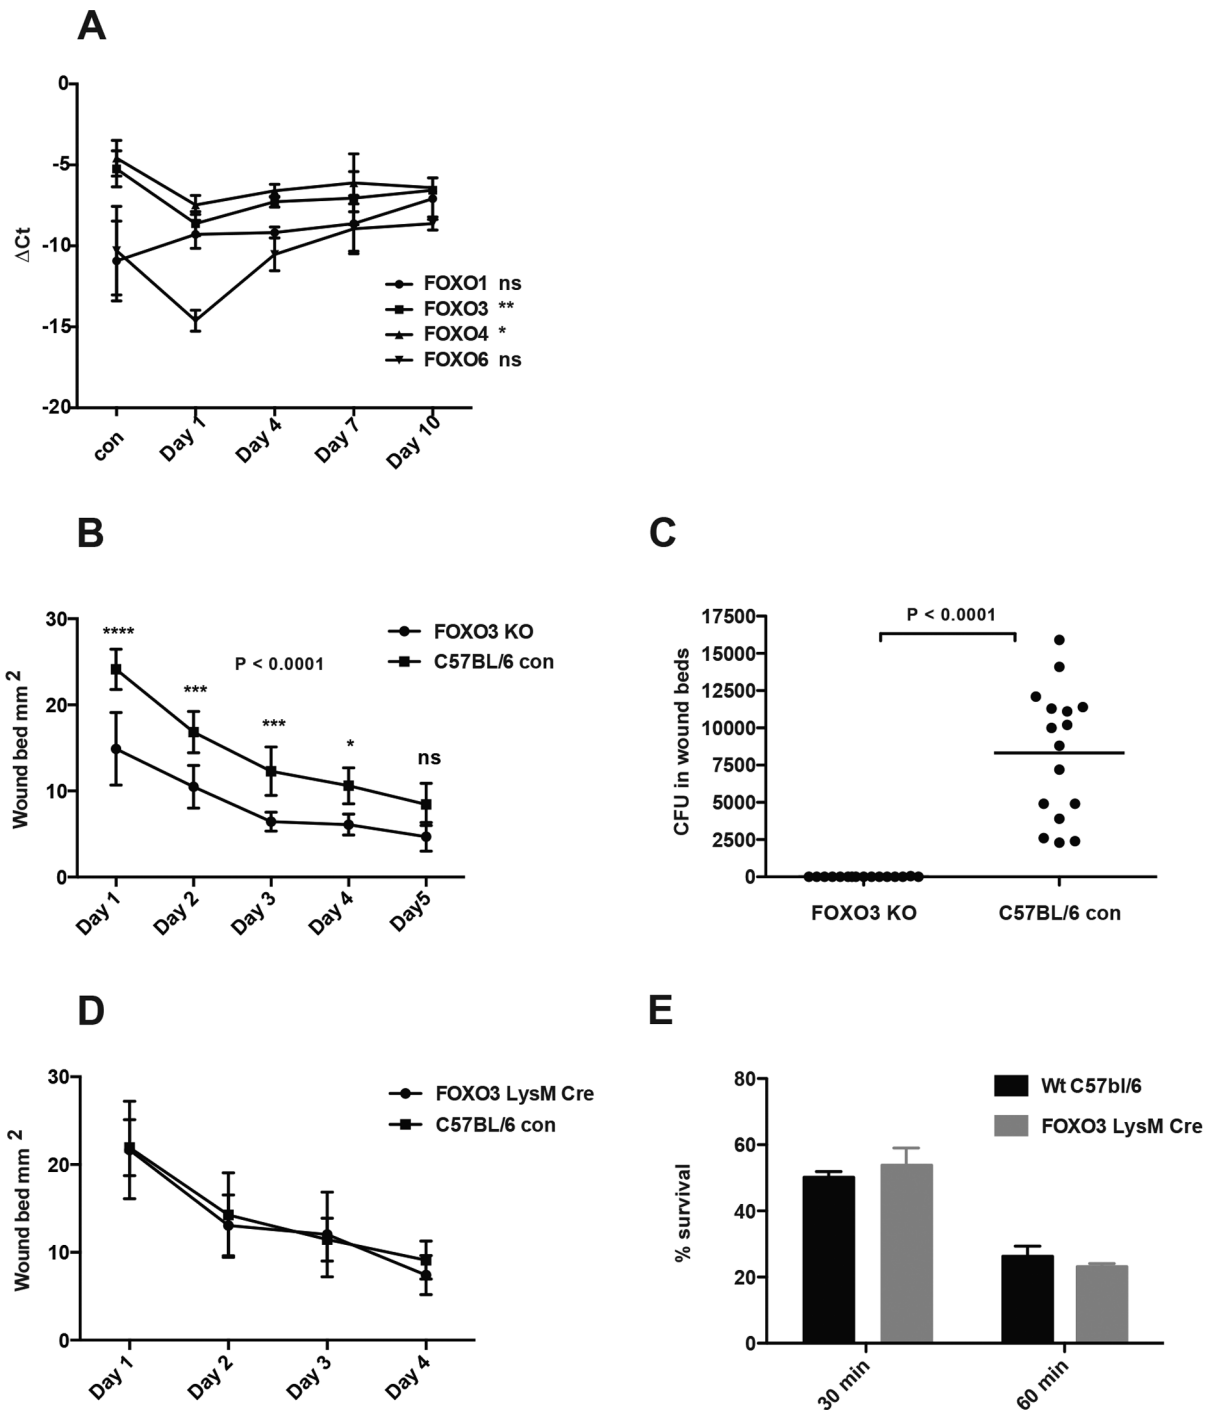 A
0
-5
-10
-15
-20
ΔCt
FOXO1 ns
FOXO3 **
FOXO4 *
FOXO6 ns
con
Day 1
Day 4
Day 7
Day 10
B
30
20
10
0
Wound bed mm 2
****
***
***
*
ns
P < 0.0001
FOXO3 KO
C57BL/6 con
Day 1
Day 2
Day 3
Day 4
Day5
C
17500
15000
12500
10000
7500
5000
2500
0
CFU in wound beds
P < 0.0001
FOXO3 KO
C57BL/6 con
D
30
20
10
0
Wound bed mm 2
FOXO3 LysM Cre
C57BL/6 con
Day 1
Day 2
Day 3
Day 4
E
80
60
40
20
0
% survival
Wt C57bl/6
FOXO3 LysM Cre
30 min
60 min